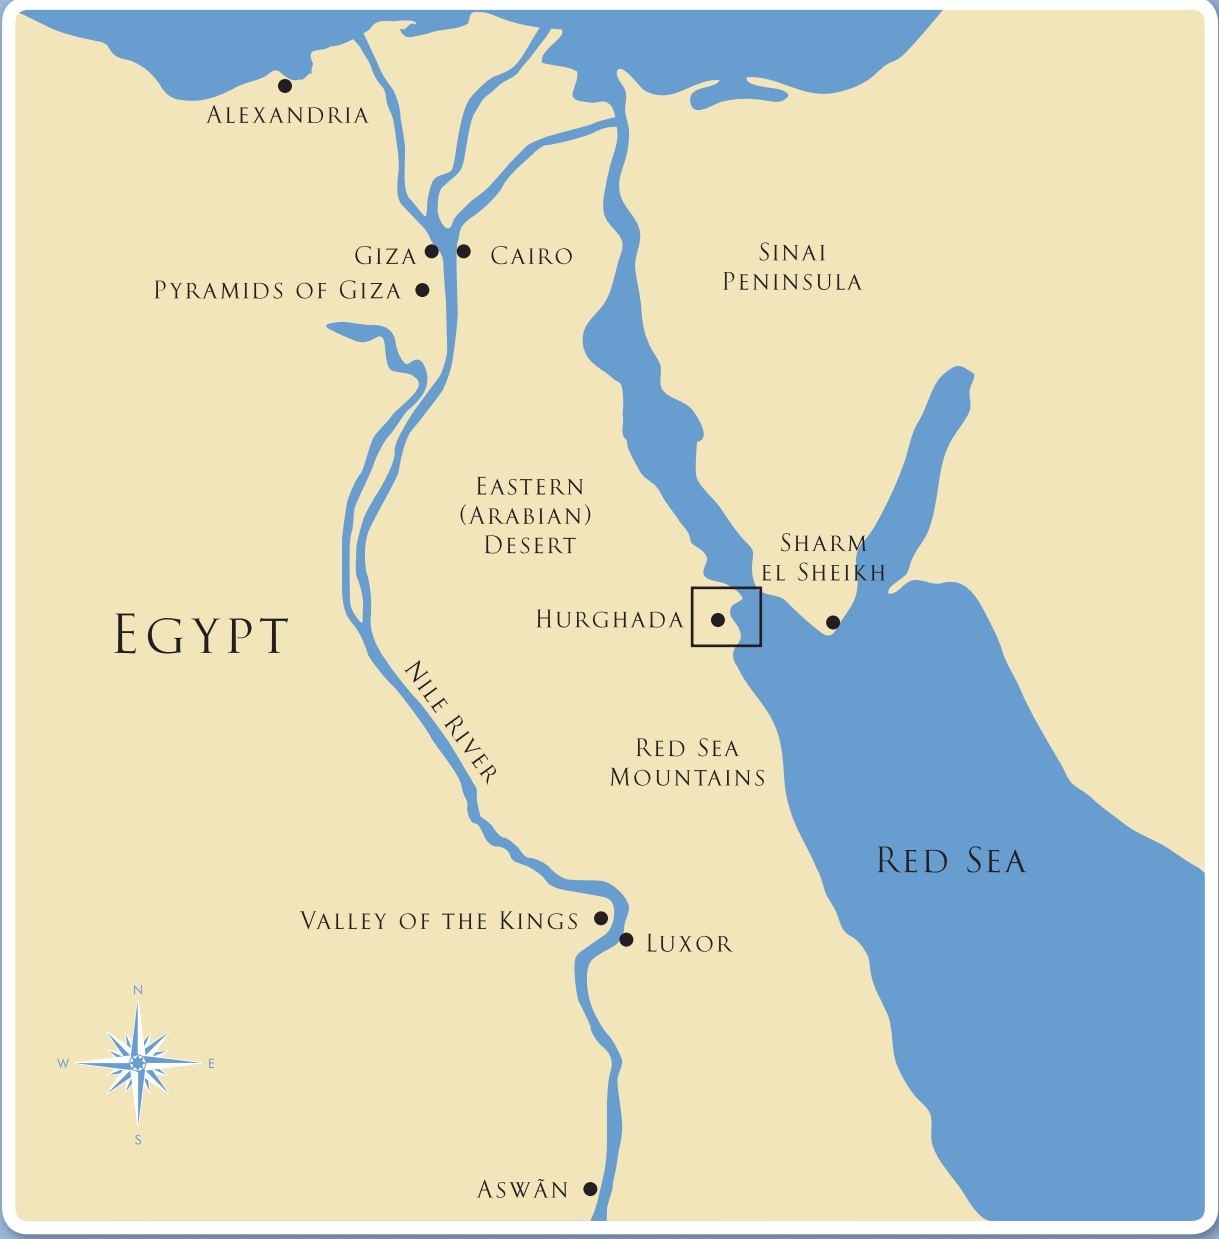 ALEXANDRIA
GIZA
CAIRO
PYRAMIDS OF GIZA
SINAI
PENINSULA
EASTERN
(ARABIAN)
DESERT
SHARM
EL SHEIKH
HURGHADA
EGYPT
NILE RIVER
RED SEA
MOUNTAINS
RED SEA
VALLEY OF THE KINGS
LUXOR
N
W
E
S
ASWÃN